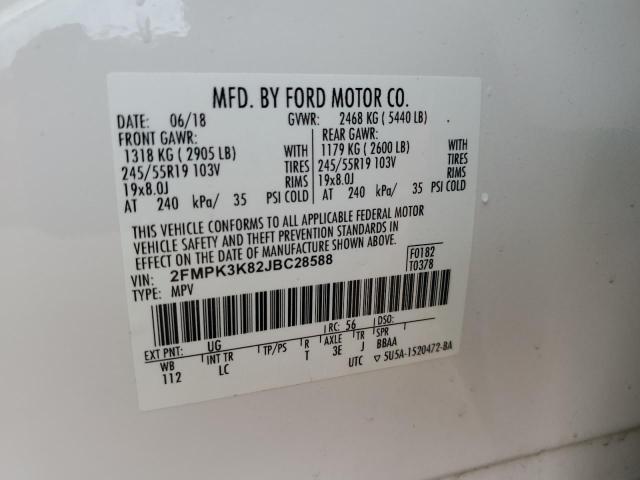 MFD. BY FORD MOTOR CO.
DATE: 06/18 GVWR: 2468 KG ( 5440 LB)
FRONT GAWR: REAR GAWR:
1318 KG ( 2905 LB) WITH 1179 KG ( 2600 LB) WITH
245/55R19 103V TIRES 245/55R19 103V TIRES
19x8.0J RIMS 19x8.0J RIMS
AT 240 kPa/ 35 PSI COLD AT 240 kPa/ 35 PSI COLD
THIS VEHICLE CONFORMS TO ALL APPLICABLE FEDERAL MOTOR
VEHICLE SAFETY AND THEFT PREVENTION STANDARDS IN
EFFECT ON THE DATE OF MANUFACTURE SHOWN ABOVE.
VIN: 2FMPK3K82JBC28588 F0182
TYPE: MPV T0378
EXT PNT: UG RC: 56 DSO:
WB INT TR TP/PS R AXLE TR SPR
112 LC T 3E J BBAA
UTC ▽5U5A-1520472-BA